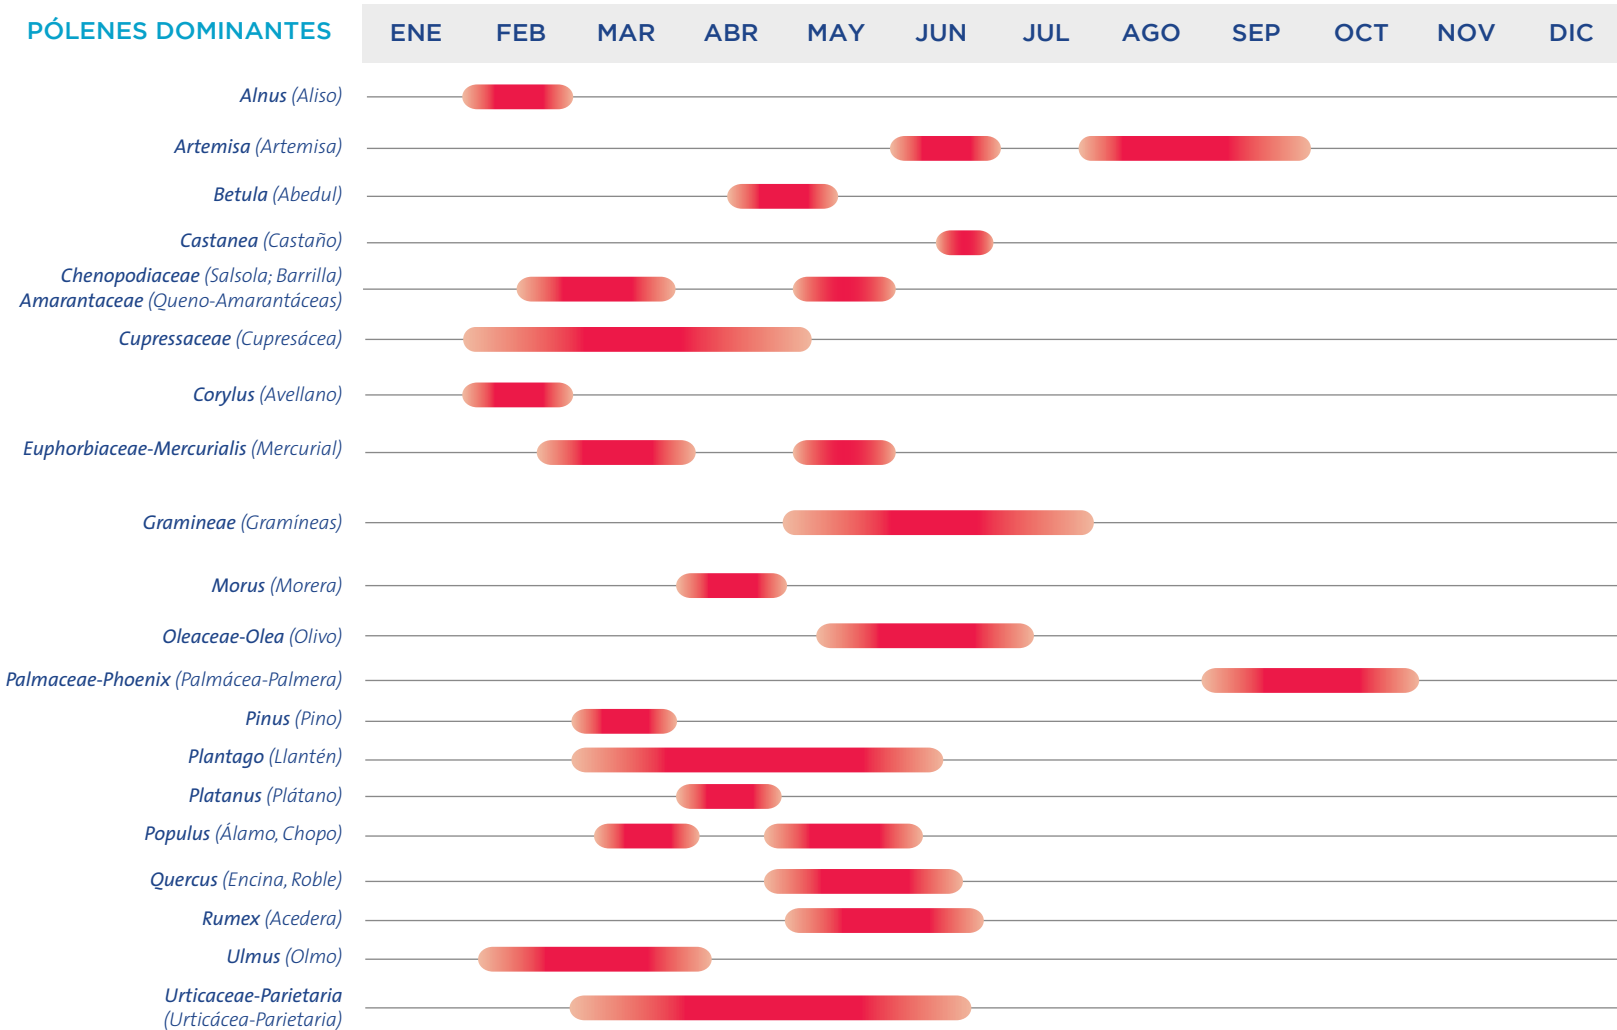 PÓLENES DOMINANTES ENE FEB MAR ABR MAY JUN JUL AGO SEP OCT NOV DIC
Alnus (Aliso)
Artemisa (Artemisa)
Betula (Abedul)
Castanea (Castaño)
Chenopodiaceae (Salsola; Barrilla)
Amarantaceae (Queno-Amarantáceas)
Cupressaceae (Cupresácea)
Corylus (Avellano)
Euphorbiaceae-Mercurialis (Mercurial)
Gramineae (Gramíneas)
Morus (Morera)
Oleaceae-Olea (Olivo)
Palmaceae-Phoenix (Palmácea-Palmera)
Pinus (Pino)
Plantago (Llantén)
Platanus (Plátano)
Populus (Álamo, Chopo)
Quercus (Encina, Roble)
Rumex (Acedera)
Ulmus (Olmo)
Urticaceae-Parietaria
(Urticácea-Parietaria)